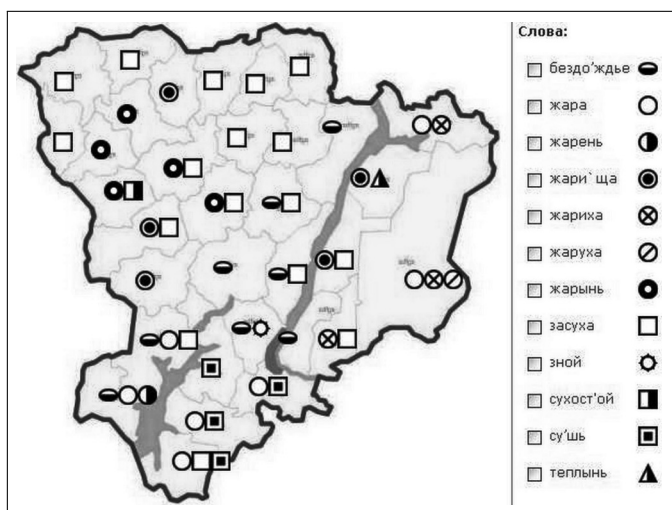 Слова:
бездо'ждье
жара
жарень
жари`ща
жариха
жаруха
жарынь
засуха
зной
сухост'ой
су'шь
теплынь